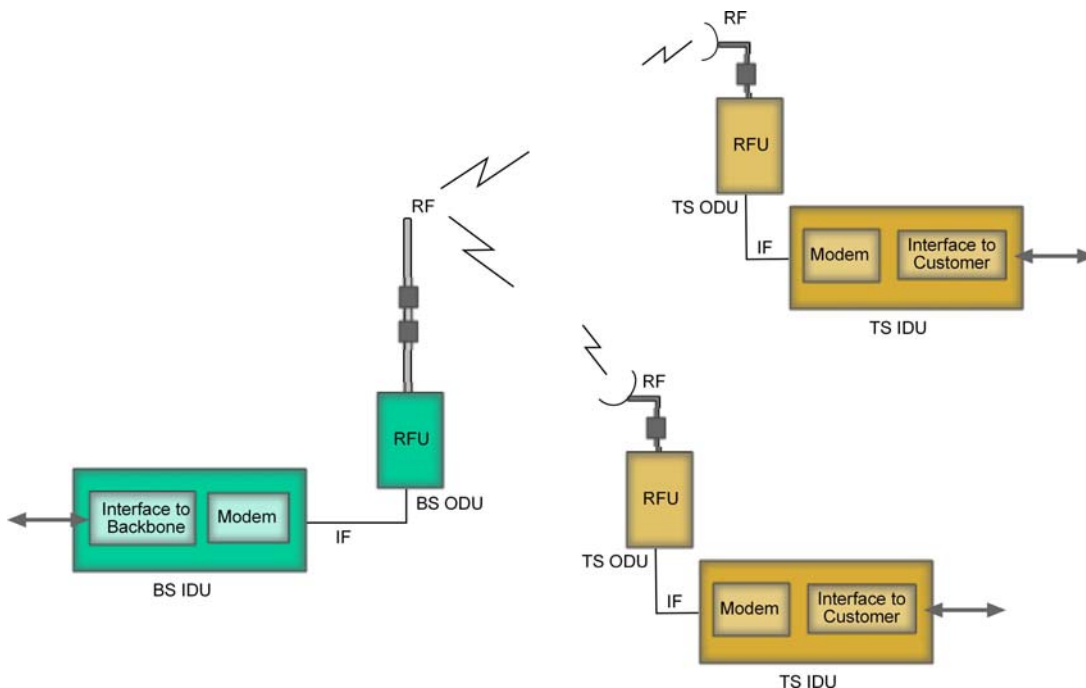 RF
RFU
TS ODU
IF
Modem
Interface to
Customer
TS IDU
RF
RFU
BS ODU
IF
Interface to
Backbone
Modem
BS IDU
RF
RFU
TS ODU
IF
Modem
Interface to
Customer
TS IDU